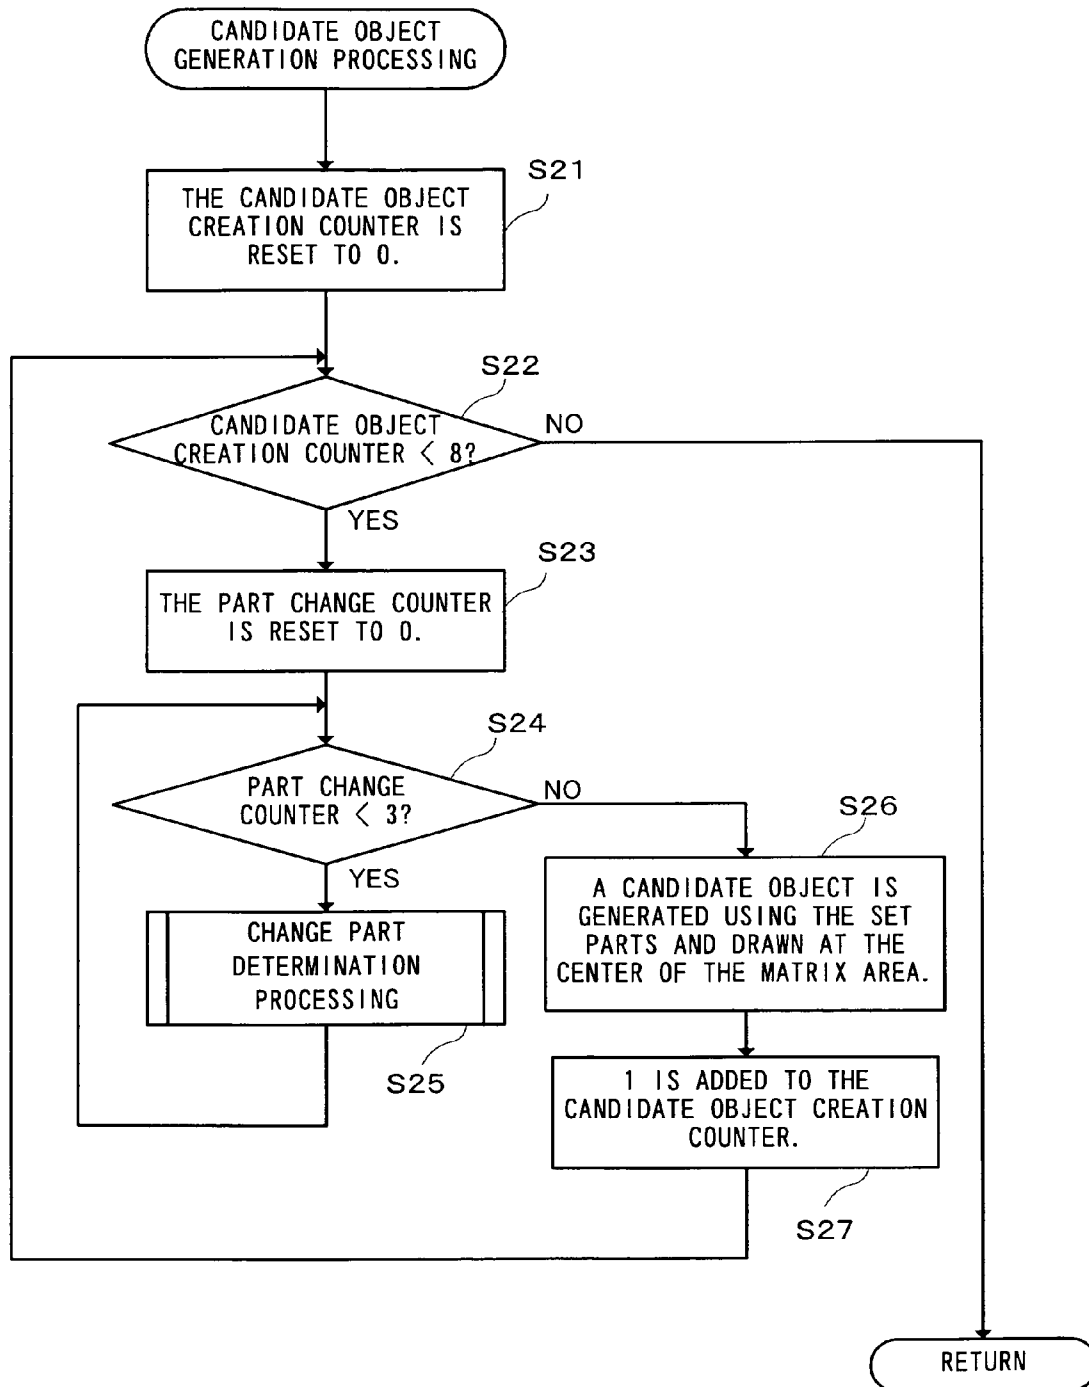 CANDIDATE OBJECT
GENERATION PROCESSING
S21
THE CANDIDATE OBJECT
CREATION COUNTER IS
RESET TO 0.
S22
CANDIDATE OBJECT
CREATION COUNTER < 8?
NO
YES
S23
THE PART CHANGE COUNTER
IS RESET TO 0.
S24
PART CHANGE
COUNTER < 3?
NO
YES
S26
A CANDIDATE OBJECT IS
GENERATED USING THE SET
PARTS AND DRAWN AT THE
CENTER OF THE MATRIX AREA.
CHANGE PART
DETERMINATION
PROCESSING
S25
1 IS ADDED TO THE
CANDIDATE OBJECT CREATION
COUNTER.
S27
RETURN